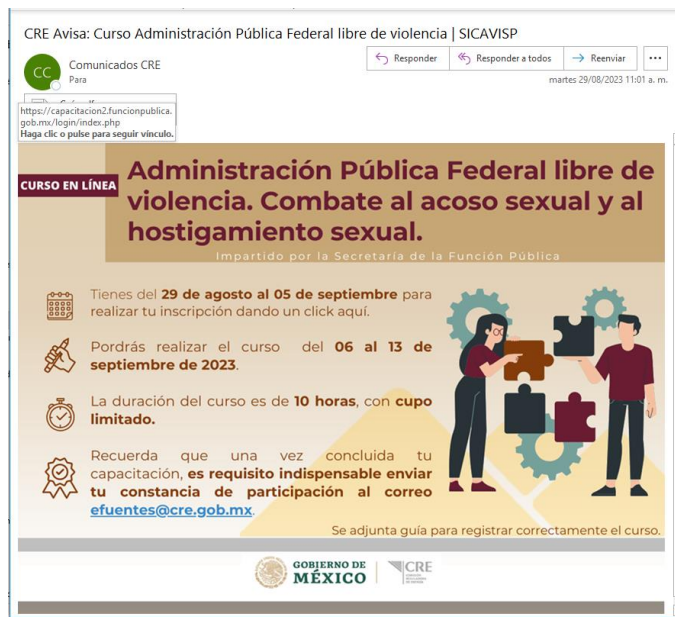 CRE Avisa: Curso Administración Pública Federal libre de violencia | SICAVISP
Responder
Responder a todos
Reenviar
CC
Comunicados CRE
Para
martes 29/08/2023 11:01 a. m.
https://capacitacion2.funcionpublica.
gob.mx/login/index.php
Haga clic o pulse para seguir vínculo.
CURSO EN LÍNEA
Administración Pública Federal libre de
violencia. Combate al acoso sexual y al
hostigamiento sexual.
Impartido por la Secretaría de la Función Pública
Tienes del 29 de agosto al 05 de septiembre para
realizar tu inscripción dando un click aquí.
Pordrás realizar el curso del 06 al 13 de
septiembre de 2023.
La duración del curso es de 10 horas, con cupo
limitado.
Recuerda que una vez concluida tu
capacitación, es requisito indispensable enviar
tu constancia de participación al correo
efuentes@cre.gob.mx.
Se adjunta guía para registrar correctamente el curso.
GOBIERNO DE
MÉXICO
CRE